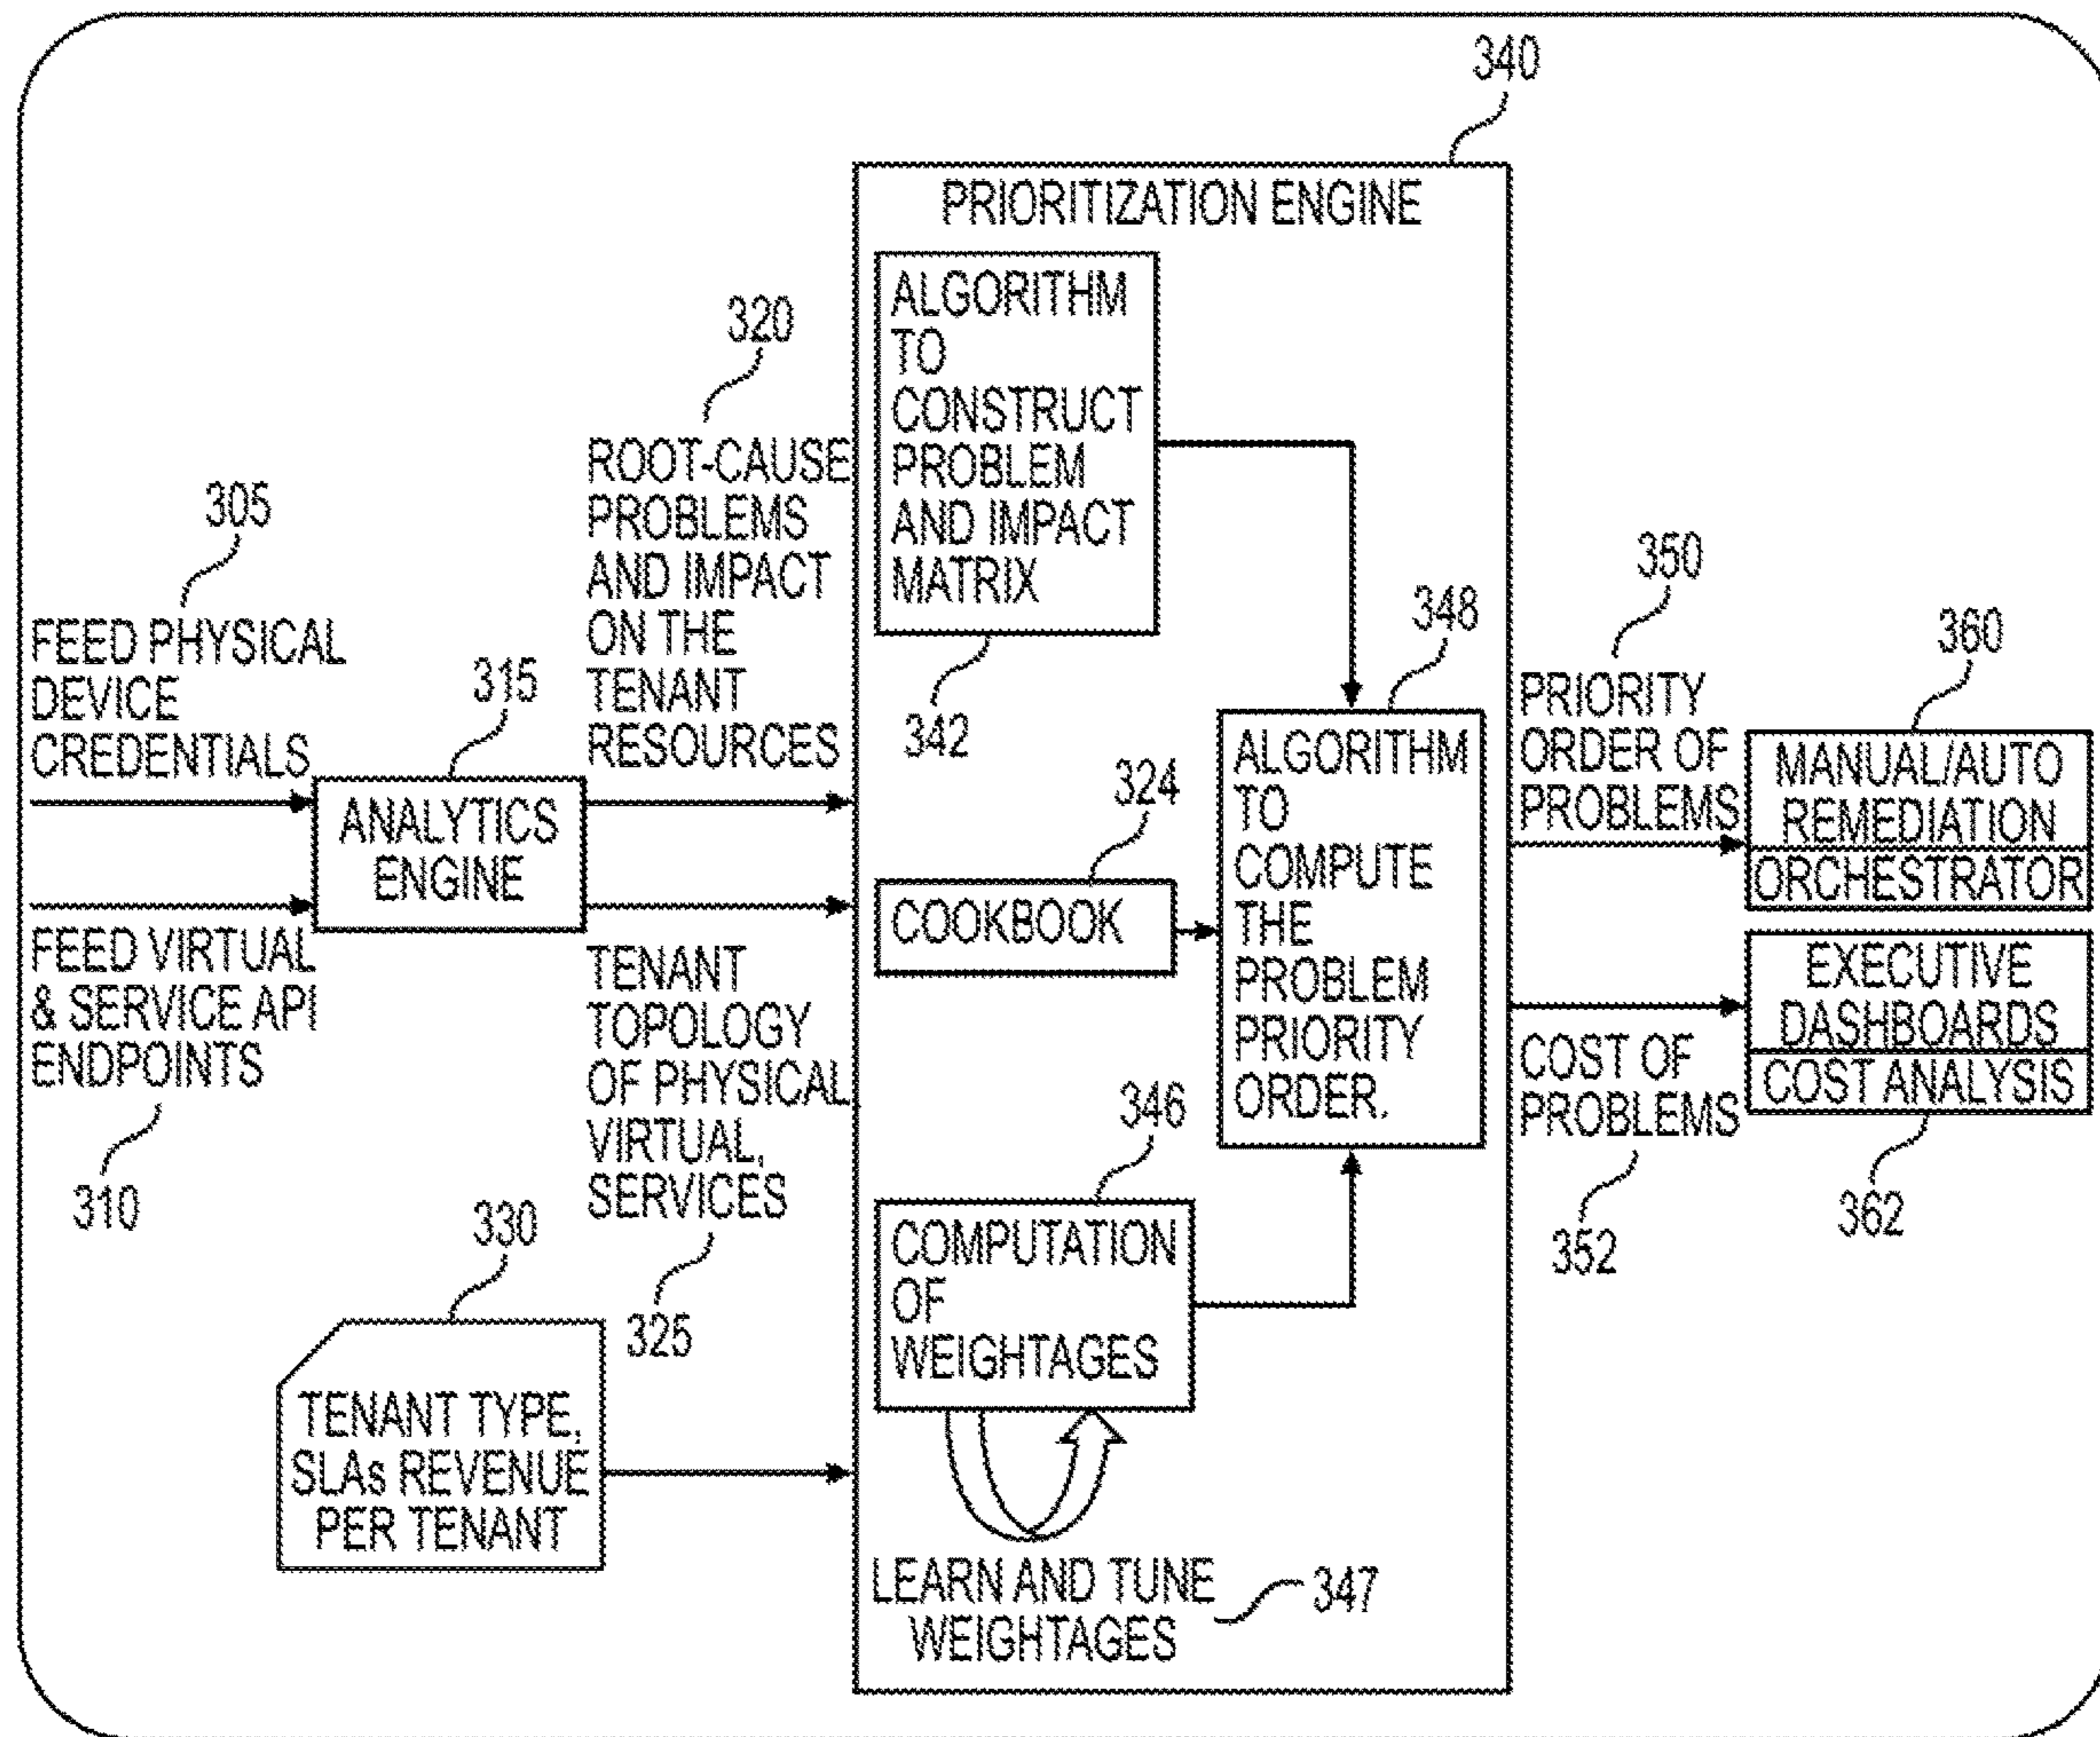 340
PRIORITIZATION ENGINE
ALGORITHM
TO
CONSTRUCT
PROBLEM
AND IMPACT
MATRIX
342
320
ROOT-CAUSE
PROBLEMS
AND IMPACT
ON THE
TENANT
RESOURCES
305
FEED PHYSICAL
DEVICE
CREDENTIALS
315
ANALYTICS
ENGINE
FEED VIRTUAL
& SERVICE API
ENDPOINTS
310
TENANT
TOPOLOGY
OF PHYSICAL,
VIRTUAL,
SERVICES
325
330
TENANT TYPE,
SLAs REVENUE
PER TENANT
324
COOKBOOK
346
COMPUTATION
OF
WEIGHTAGES
LEARN AND TUNE
WEIGHTAGES
347
348
ALGORITHM
TO
COMPUTE
THE
PROBLEM
PRIORITY
ORDER.
350
PRIORITY
ORDER OF
PROBLEMS
360
MANUAL/AUTO
REMEDIATION
ORCHESTRATOR
EXECUTIVE
DASHBOARDS
COST ANALYSIS
362
COST OF
PROBLEMS
352